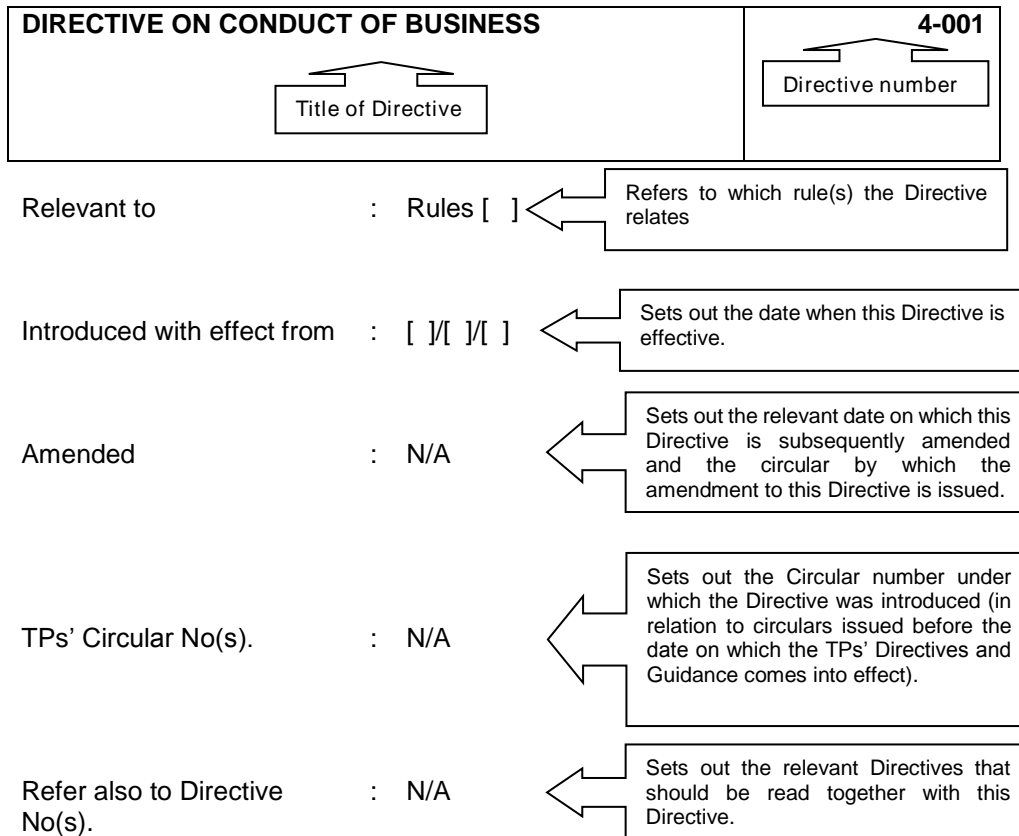 DIRECTIVE ON CONDUCT OF BUSINESS 4-001
Title of Directive
Directive number
Relevant to : Rules [ ]
Refers to which rule(s) the Directive
relates
Introduced with effect from : [ ]/[ ]/[ ]
Sets out the date when this Directive is
effective.
Amended : N/A
Sets out the relevant date on which this
Directive is subsequently amended
and the circular by which the
amendment to this Directive is issued.
TPs’ Circular No(s). : N/A
Sets out the Circular number under
which the Directive was introduced (in
relation to circulars issued before the
date on which the TPs’ Directives and
Guidance comes into effect).
Refer also to Directive : N/A
No(s).
Sets out the relevant Directives that
should be read together with this
Directive.